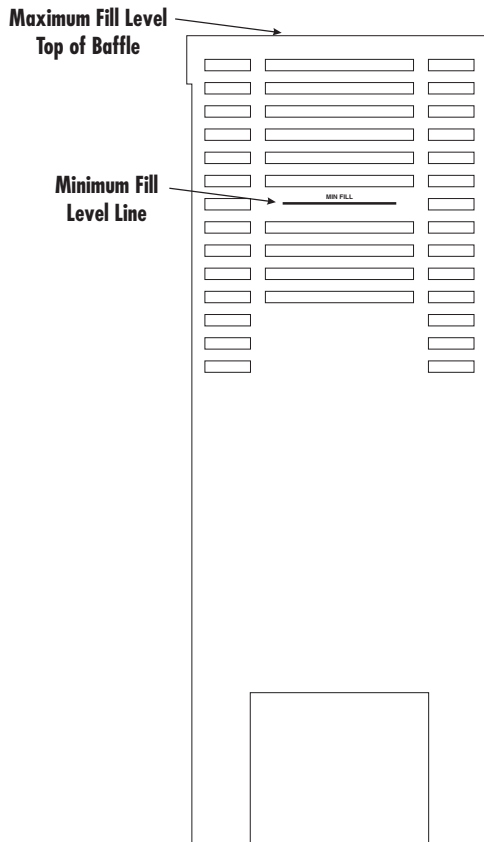 Maximum Fill Level
Top of Baffle
Minimum Fill
Level Line
MIN FILL